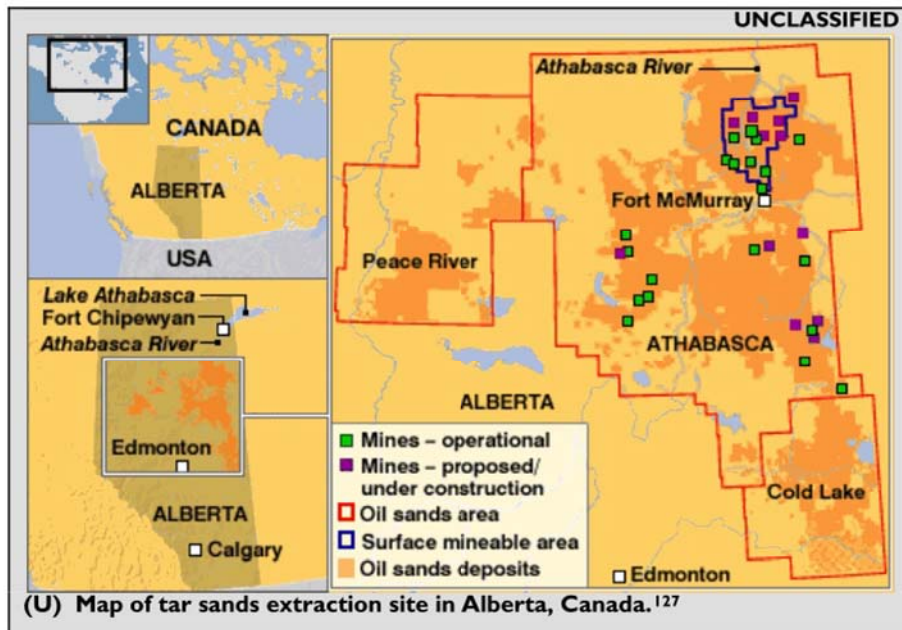 UNCLASSIFIED
CANADA
ALBERTA
USA
Lake Athabasca
Fort Chipewyan
Athabasca River
Edmonton
ALBERTA
Calgary
Athabasca River
Fort McMurray
Peace River
ATHABASCA
ALBERTA
Cold Lake
Edmonton
Mines – operational
Mines – proposed/
under construction
Oil sands area
Surface mineable area
Oil sands deposits
(U) Map of tar sands extraction site in Alberta, Canada.127